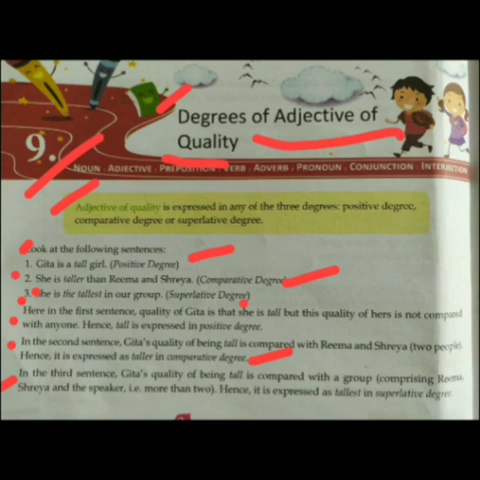 9.
Degrees of Adjective of
Quality
NOUN . ADJECTIVE . PREPOSITION . VERB . ADVERB . PRONOUN . CONJUNCTION . INTERJECTION
Adjective of quality is expressed in any of the three degrees: positive degree,
comparative degree or superlative degree.
Look at the following sentences:
1. Gita is a tall girl. (Positive Degree)
2. She is taller than Reema and Shreya. (Comparative Degree)
3. She is the tallest in our group. (Superlative Degree)
Here in the first sentence, quality of Gita is that she is tall but this quality of hers is not compared
with anyone. Hence, tall is expressed in positive degree.
In the second sentence, Gita's quality of being tall is compared with Reema and Shreya (two people).
Hence, it is expressed as taller in comparative degree.
In the third sentence, Gita's quality of being tall is compared with a group (comprising Reema,
Shreya and the speaker, i.e. more than two). Hence, it is expressed as tallest in superlative degree.